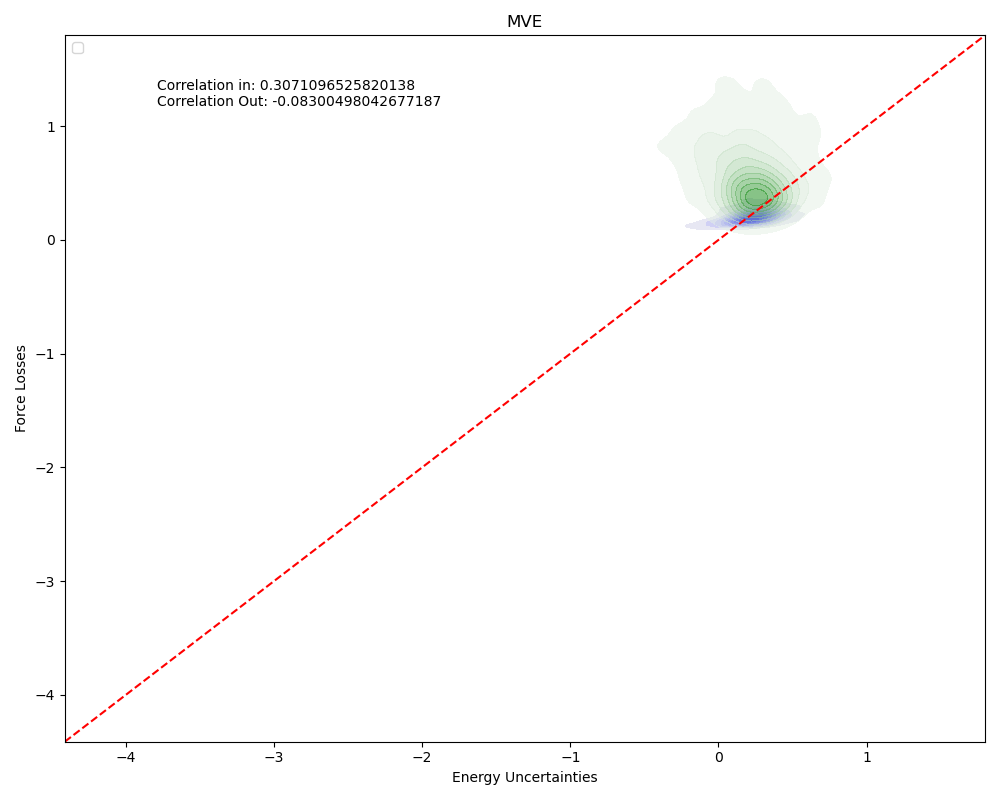 MVE
Correlation in: 0.3071096525820138
Correlation Out: -0.08300498042677187
Force Losses
1
0
−1
−2
−3
−4
−4
−3
−2
−1
0
1
Energy Uncertainties